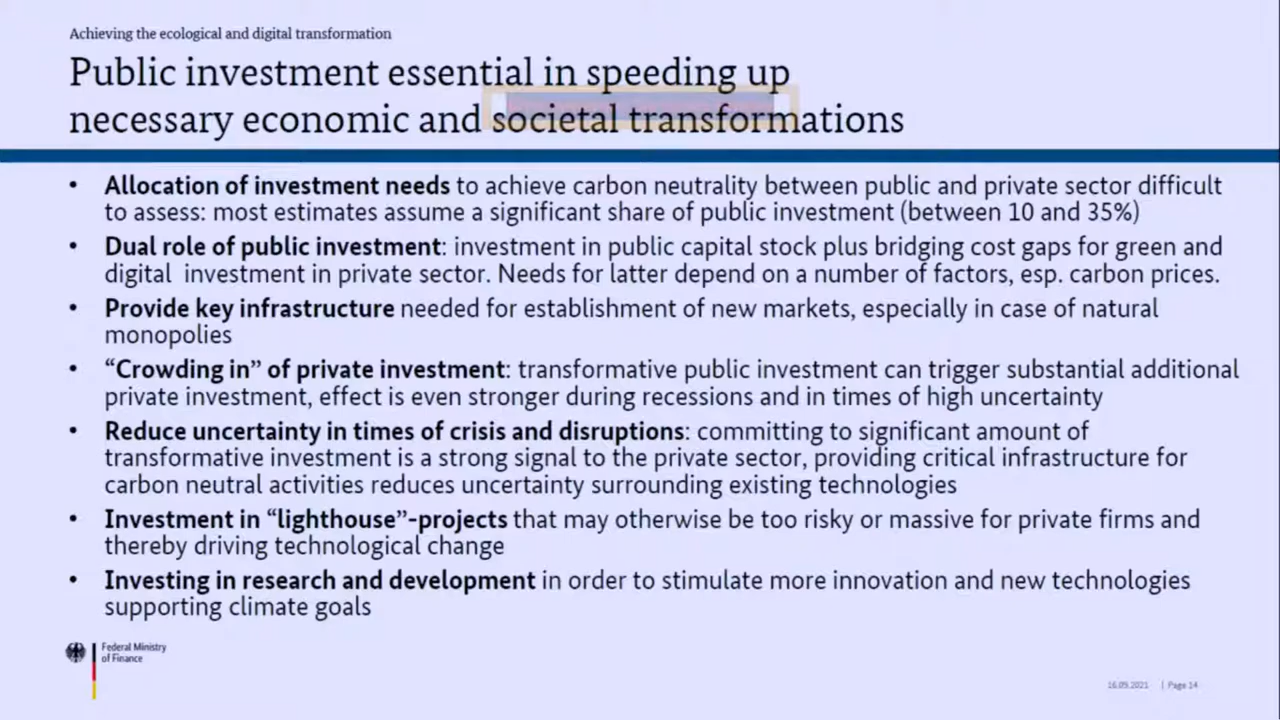 Achieving the ecological and digital transformation
Public investment essential in speeding up
necessary economic and societal transformations
• Allocation of investment needs to achieve carbon neutrality between public and private sector difficult
to assess: most estimates assume a significant share of public investment (between 10 and 35%)
• Dual role of public investment: investment in public capital stock plus bridging cost gaps for green and
digital investment in private sector. Needs for latter depend on a number of factors, esp. carbon prices.
• Provide key infrastructure needed for establishment of new markets, especially in case of natural
monopolies
• “Crowding in” of private investment: transformative public investment can trigger substantial additional
private investment, effect is even stronger during recessions and in times of high uncertainty
• Reduce uncertainty in times of crisis and disruptions: committing to significant amount of
transformative investment is a strong signal to the private sector, providing critical infrastructure for
carbon neutral activities reduces uncertainty surrounding existing technologies
• Investment in “lighthouse”-projects that may otherwise be too risky or massive for private firms and
thereby driving technological change
• Investing in research and development in order to stimulate more innovation and new technologies
supporting climate goals
Federal Ministry
of Finance
16.09.2021 | Page 14